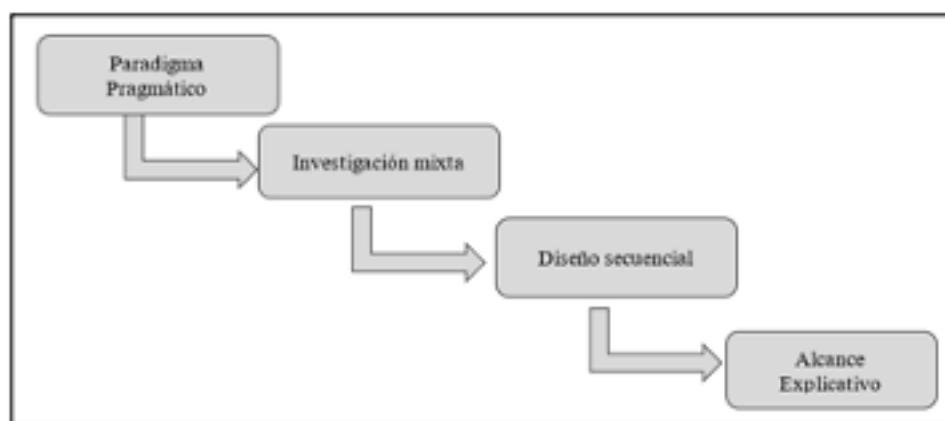 Paradigma
Pragmático
Investigación mixta
Diseño secuencial
Alcance
Explicativo